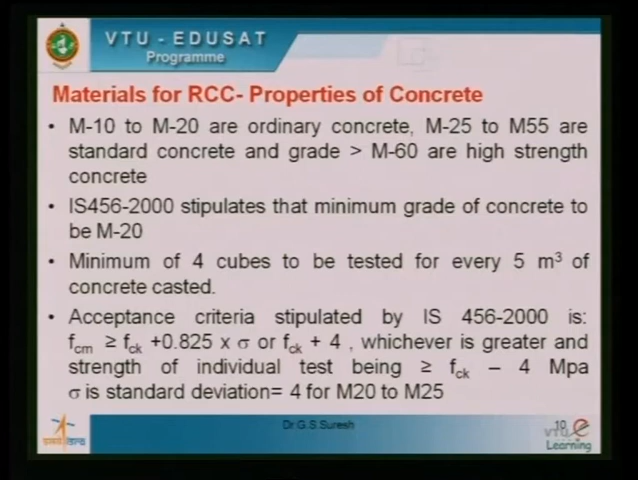 VTU - EDUSAT
Programme
Materials for RCC- Properties of Concrete
• M-10 to M-20 are ordinary concrete, M-25 to M55 are
standard concrete and grade > M-60 are high strength
concrete
• IS456-2000 stipulates that minimum grade of concrete to
be M-20
• Minimum of 4 cubes to be tested for every 5 m³ of
concrete casted.
• Acceptance criteria stipulated by IS 456-2000 is:
fcm ≥ fck +0.825 x σ or fck + 4 , whichever is greater and
strength of individual test being ≥ fck – 4 Mpa
σ is standard deviation= 4 for M20 to M25
Dr G.S.Suresh
10
VTU e
Learning